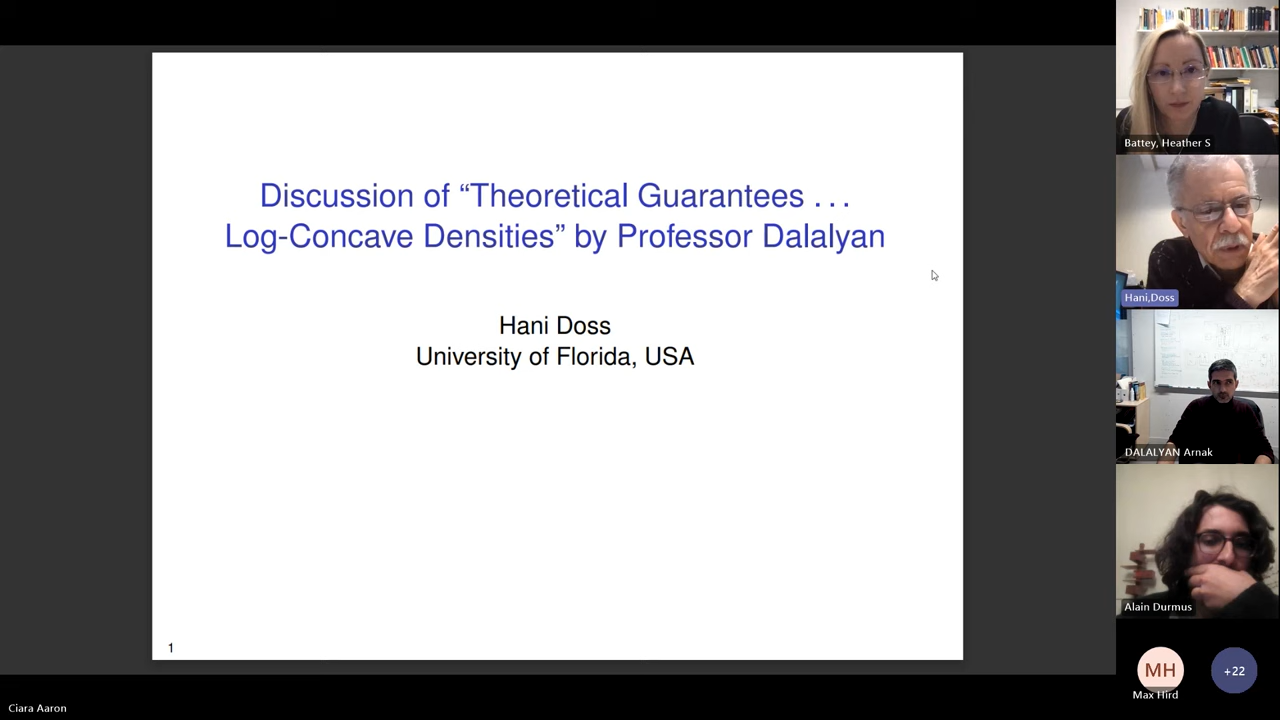 Discussion of “Theoretical Guarantees . . .
Log-Concave Densities” by Professor Dalalyan
Hani Doss
University of Florida, USA
1
Battey, Heather S
Hani,Doss
DALALYAN Arnak
Alain Durmus
MH
Max Hird
+22
Ciara Aaron